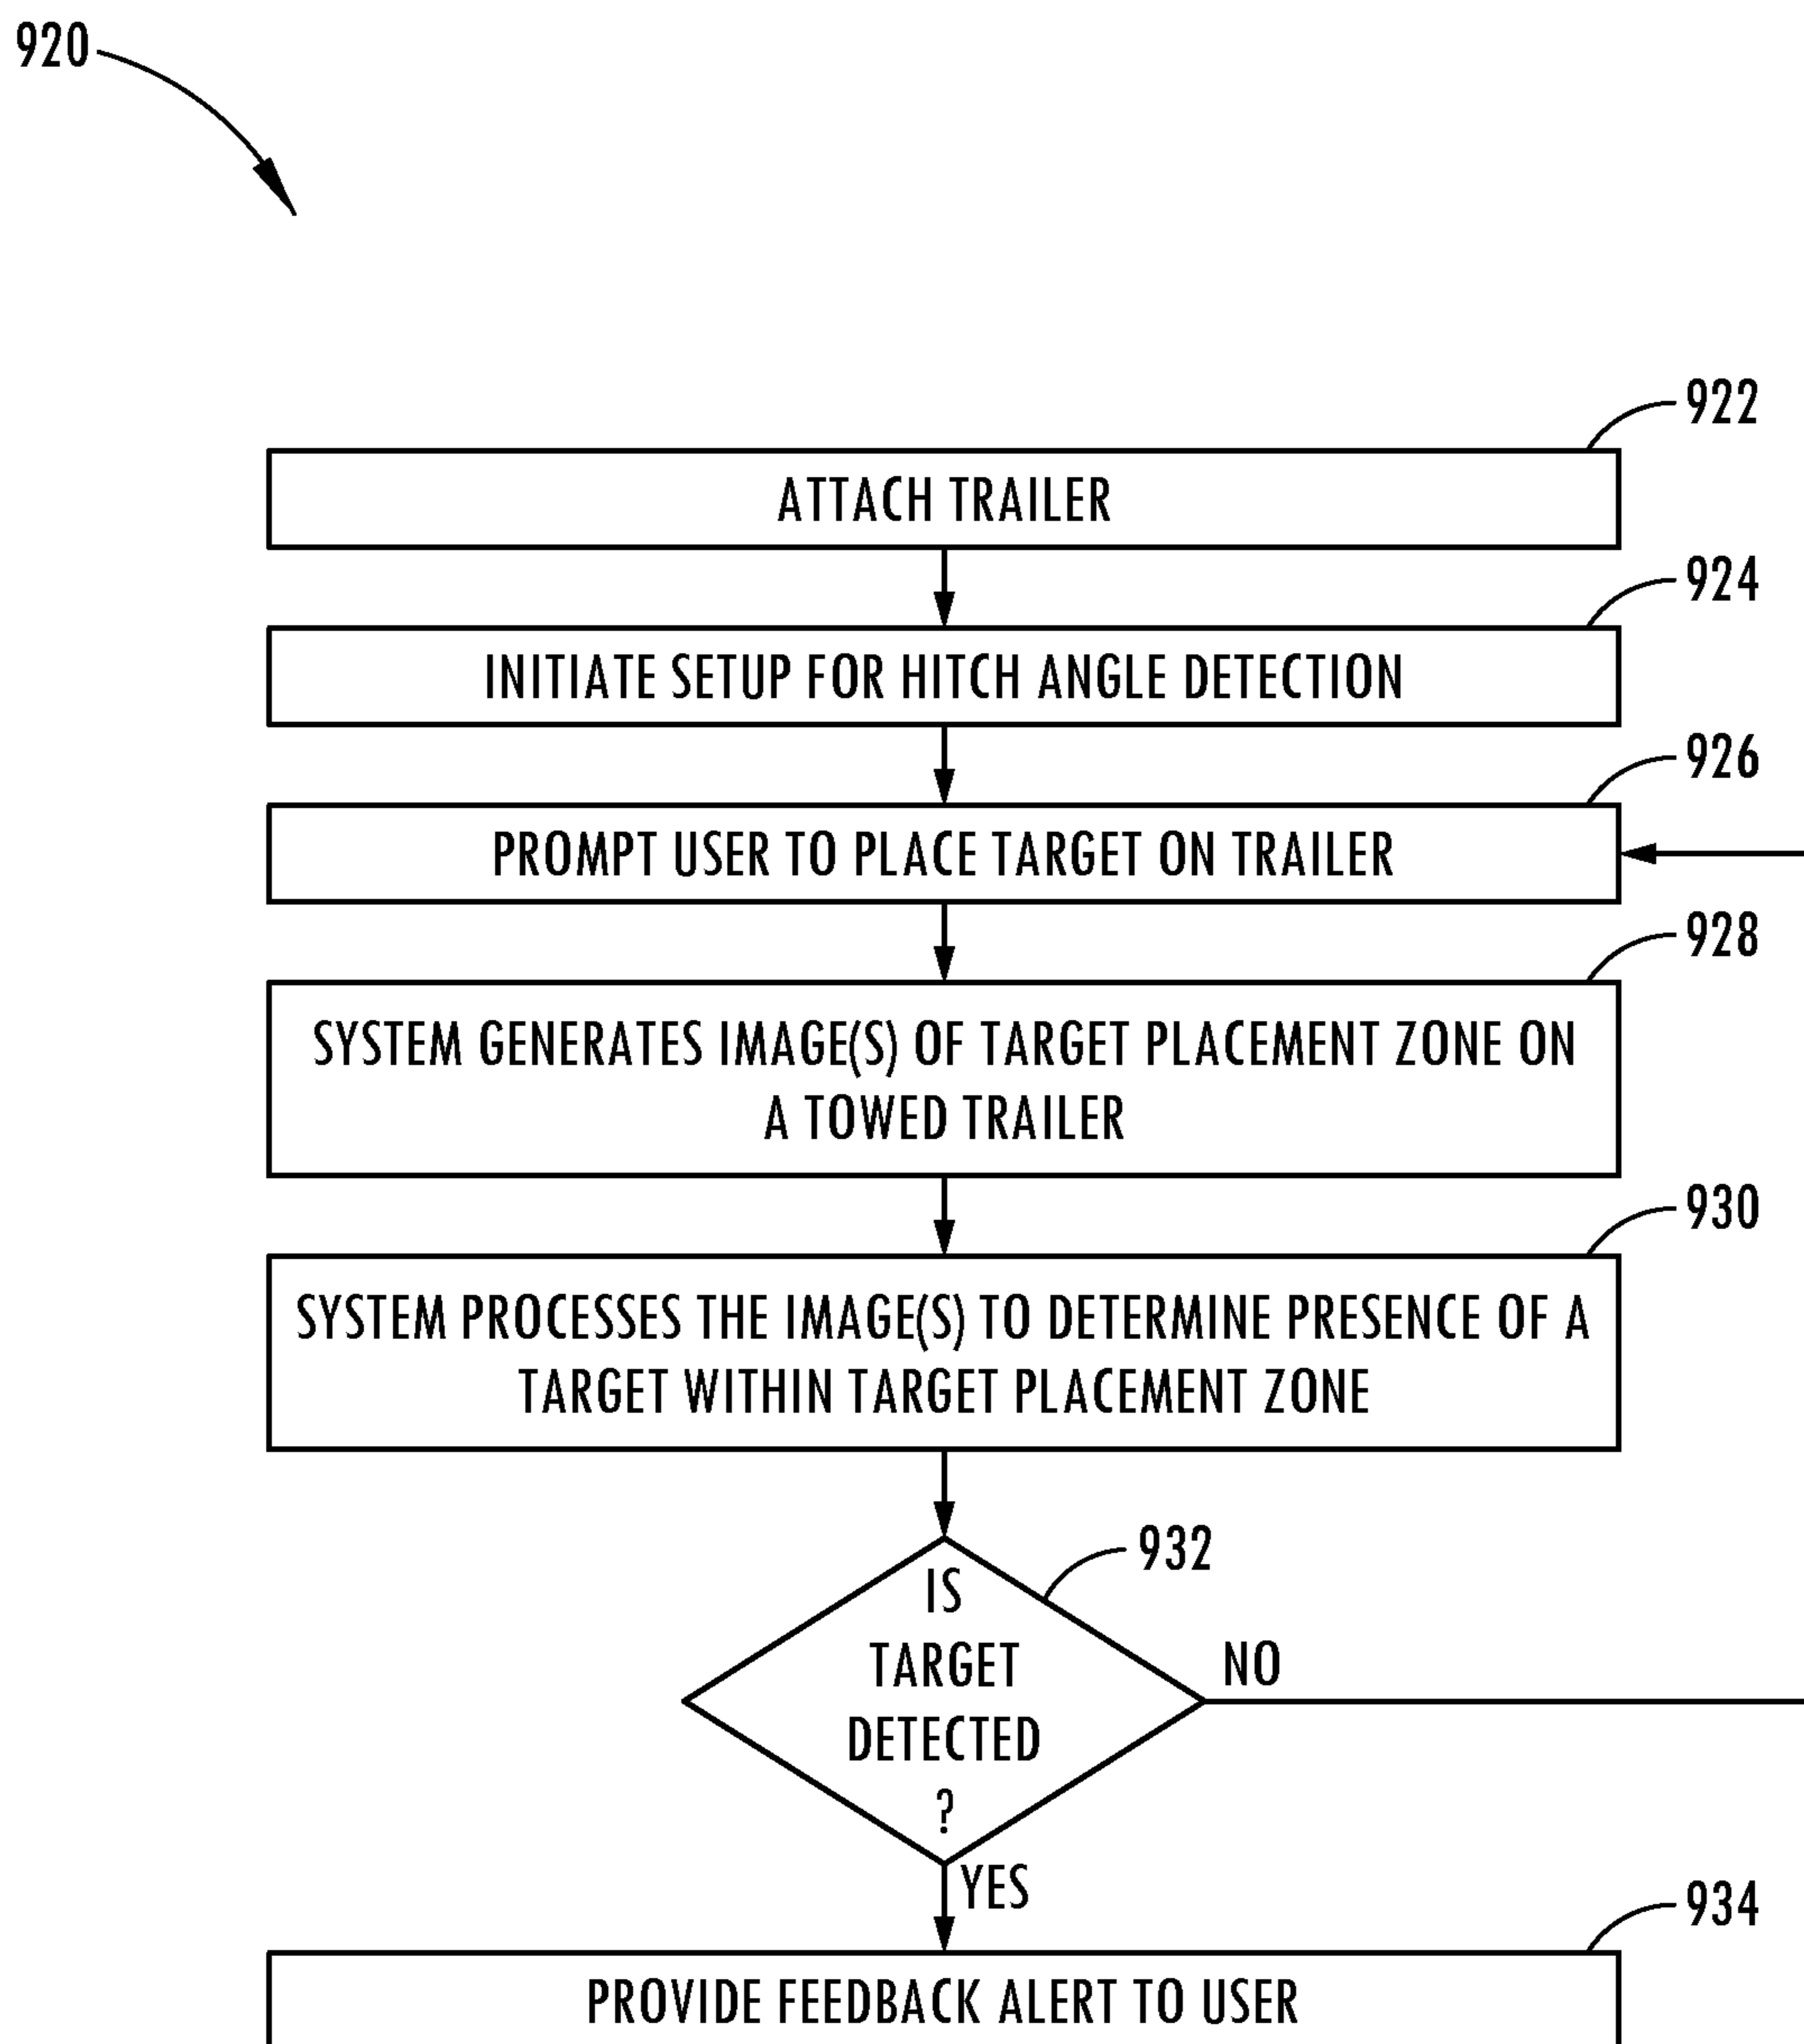 920
922
ATTACH TRAILER
924
INITIATE SETUP FOR HITCH ANGLE DETECTION
926
PROMPT USER TO PLACE TARGET ON TRAILER
928
SYSTEM GENERATES IMAGE(S) OF TARGET PLACEMENT ZONE ON
A TOWED TRAILER
930
SYSTEM PROCESSES THE IMAGE(S) TO DETERMINE PRESENCE OF A
TARGET WITHIN TARGET PLACEMENT ZONE
932
IS
TARGET
DETECTED
?
NO
YES
934
PROVIDE FEEDBACK ALERT TO USER